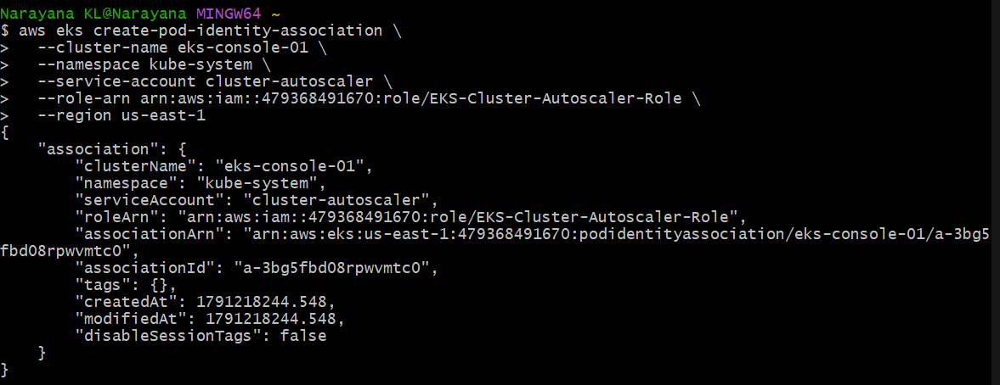 Narayana KL@Narayana MINGW64 ~
$ aws eks create-pod-identity-association \
>   --cluster-name eks-console-01 \
>   --namespace kube-system \
>   --service-account cluster-autoscaler \
>   --role-arn arn:aws:iam::479368491670:role/EKS-Cluster-Autoscaler-Role \
>   --region us-east-1
{
    "association": {
        "clusterName": "eks-console-01",
        "namespace": "kube-system",
        "serviceAccount": "cluster-autoscaler",
        "roleArn": "arn:aws:iam::479368491670:role/EKS-Cluster-Autoscaler-Role",
        "associationArn": "arn:aws:eks:us-east-1:479368491670:podidentityassociation/eks-console-01/a-3bg5
fbd08rpwvmtc0",
        "associationId": "a-3bg5fbd08rpwvmtc0",
        "tags": {},
        "createdAt": 1791218244.548,
        "modifiedAt": 1791218244.548,
        "disableSessionTags": false
    }
}